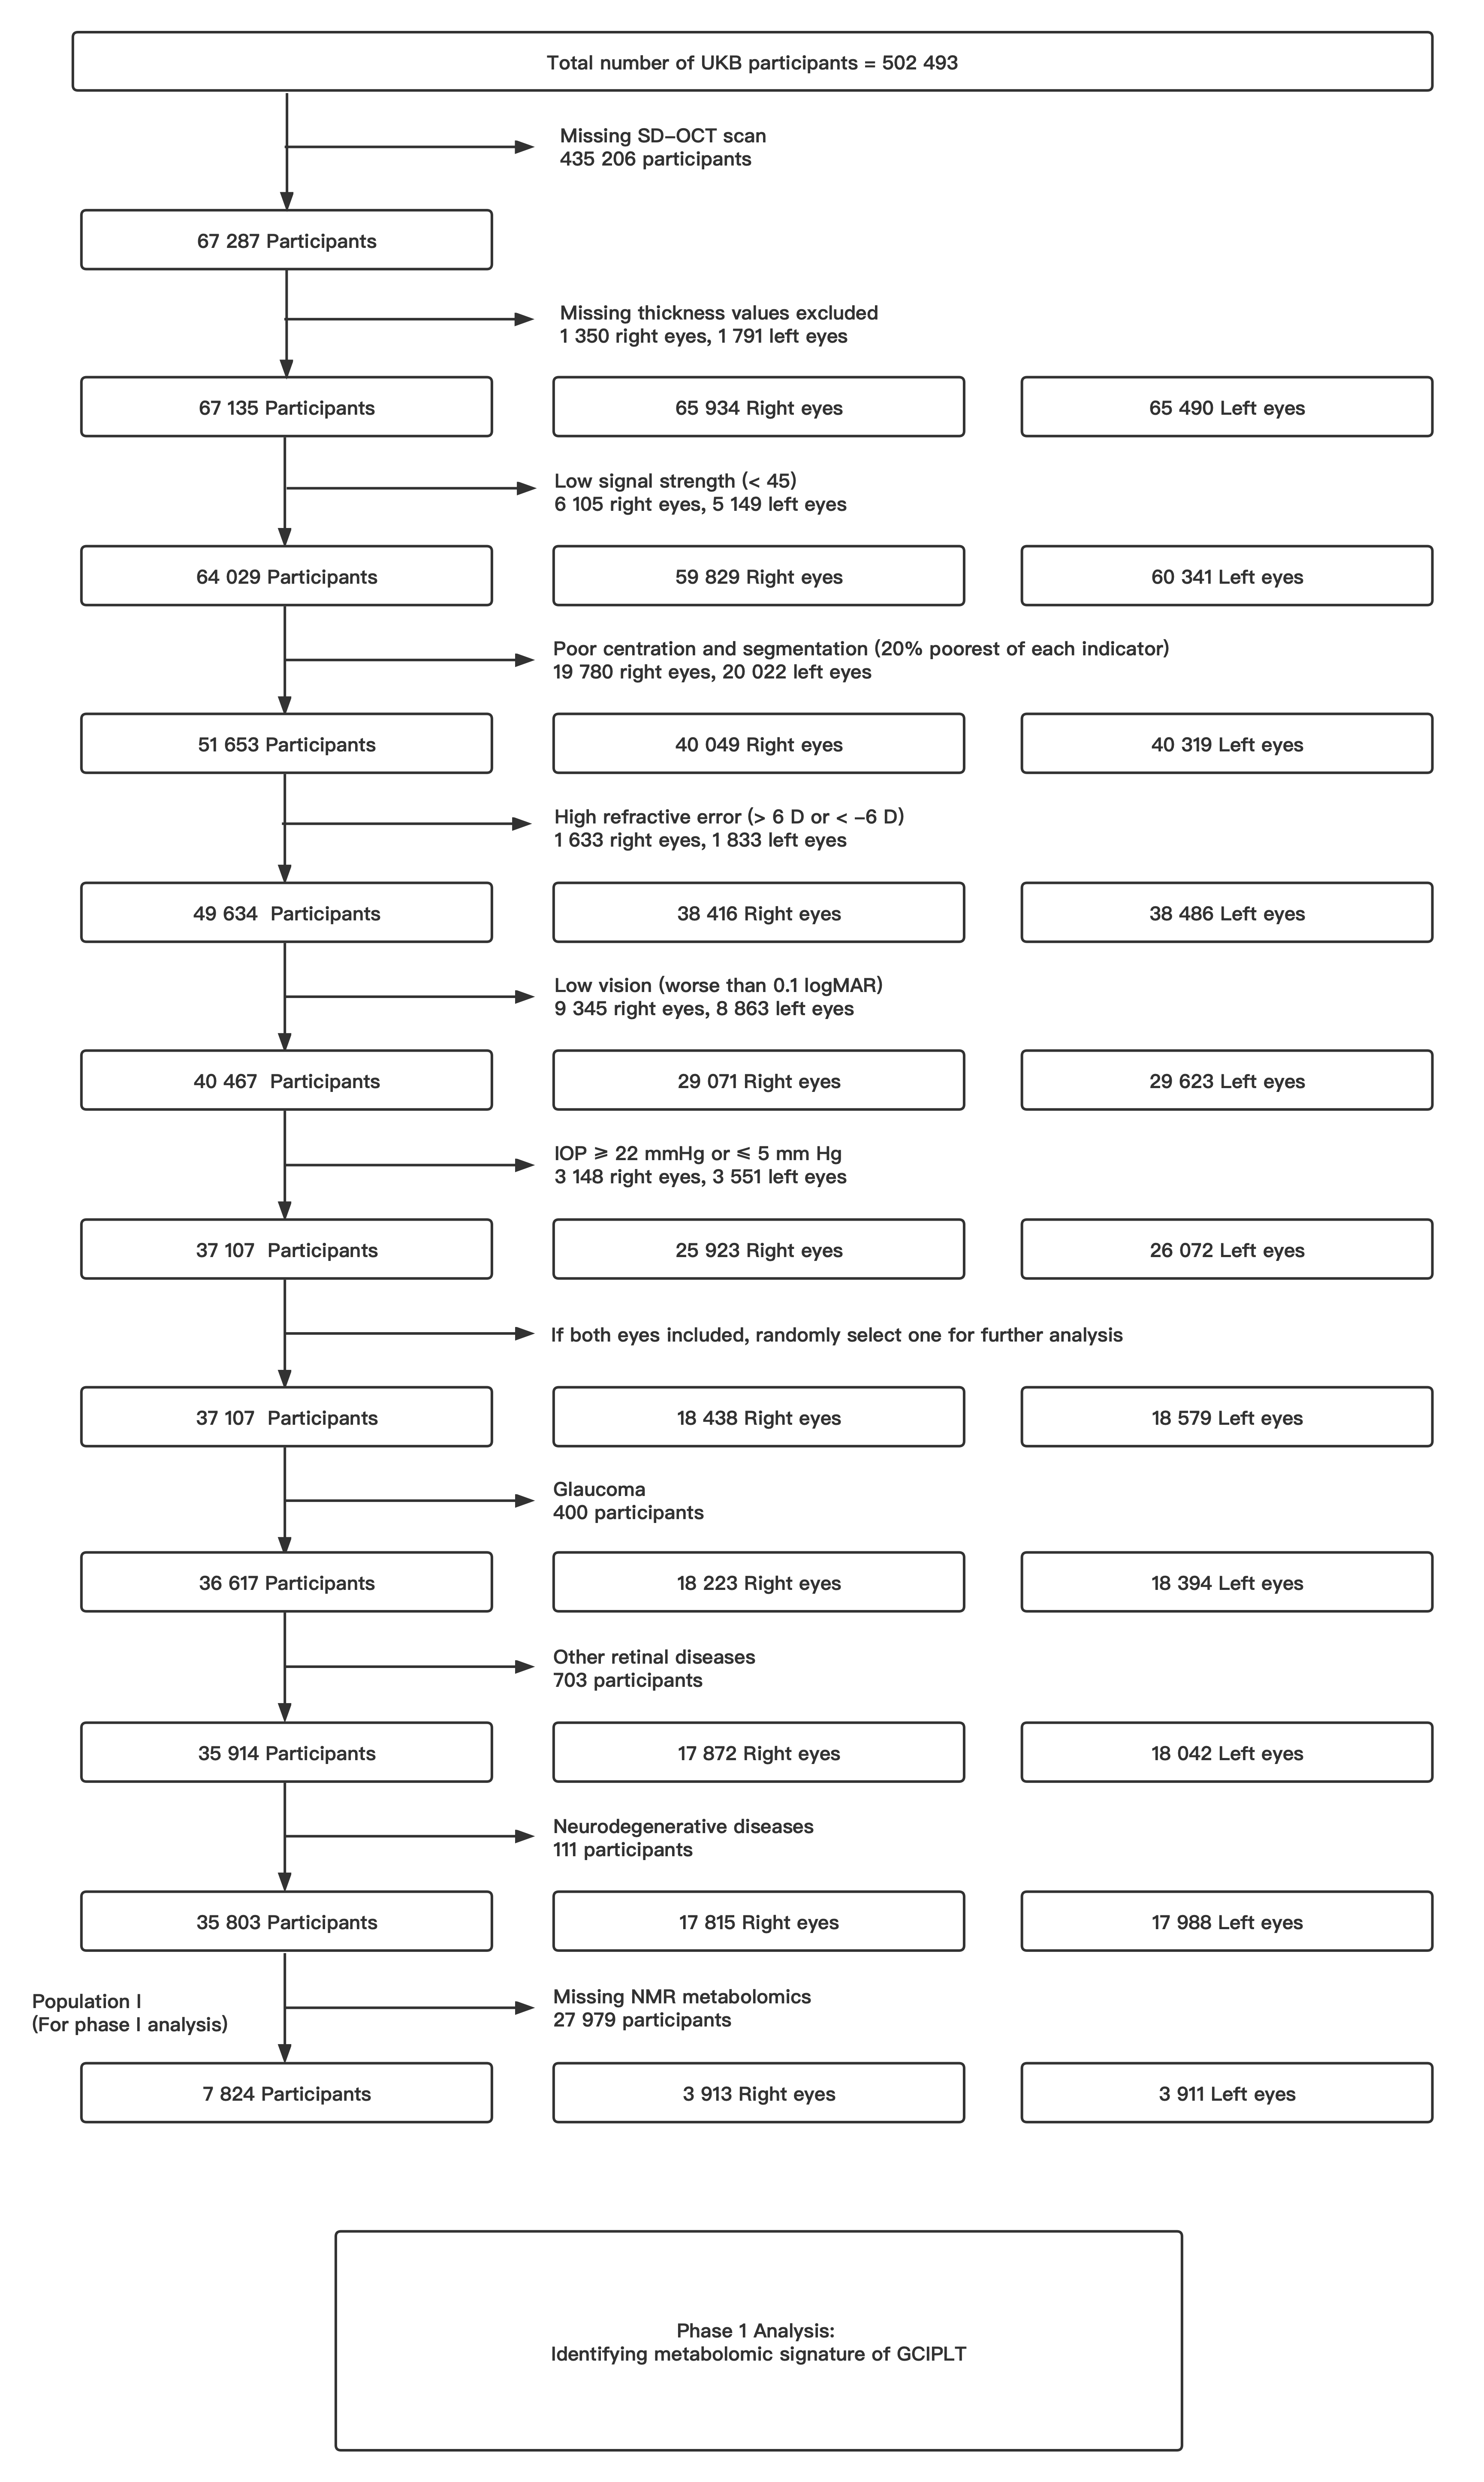 Total number of UKB participants = 502 493
Missing SD–OCT scan
435 206 participants
67 287 Participants
Missing thickness values excluded
1 350 right eyes, 1 791 left eyes
67 135 Participants
65 934 Right eyes
65 490 Left eyes
Low signal strength (< 45)
6 105 right eyes, 5 149 left eyes
64 029 Participants
59 829 Right eyes
60 341 Left eyes
Poor centration and segmentation (20% poorest of each indicator)
19 780 right eyes, 20 022 left eyes
51 653 Participants
40 049 Right eyes
40 319 Left eyes
High refractive error (> 6 D or < –6 D)
1 633 right eyes, 1 833 left eyes
49 634 Participants
38 416 Right eyes
38 486 Left eyes
Low vision (worse than 0.1 logMAR)
9 345 right eyes, 8 863 left eyes
40 467 Participants
29 071 Right eyes
29 623 Left eyes
IOP ⩾ 22 mmHg or ⩽ 5 mm Hg
3 148 right eyes, 3 551 left eyes
37 107 Participants
25 923 Right eyes
26 072 Left eyes
If both eyes included, randomly select one for further analysis
37 107 Participants
18 438 Right eyes
18 579 Left eyes
Glaucoma
400 participants
36 617 Participants
18 223 Right eyes
18 394 Left eyes
Other retinal diseases
703 participants
35 914 Participants
17 872 Right eyes
18 042 Left eyes
Neurodegenerative diseases
111 participants
35 803 Participants
17 815 Right eyes
17 988 Left eyes
Population I
(For phase I analysis)
Missing NMR metabolomics
27 979 participants
7 824 Participants
3 913 Right eyes
3 911 Left eyes
Phase 1 Analysis:
Identifying metabolomic signature of GCIPLT